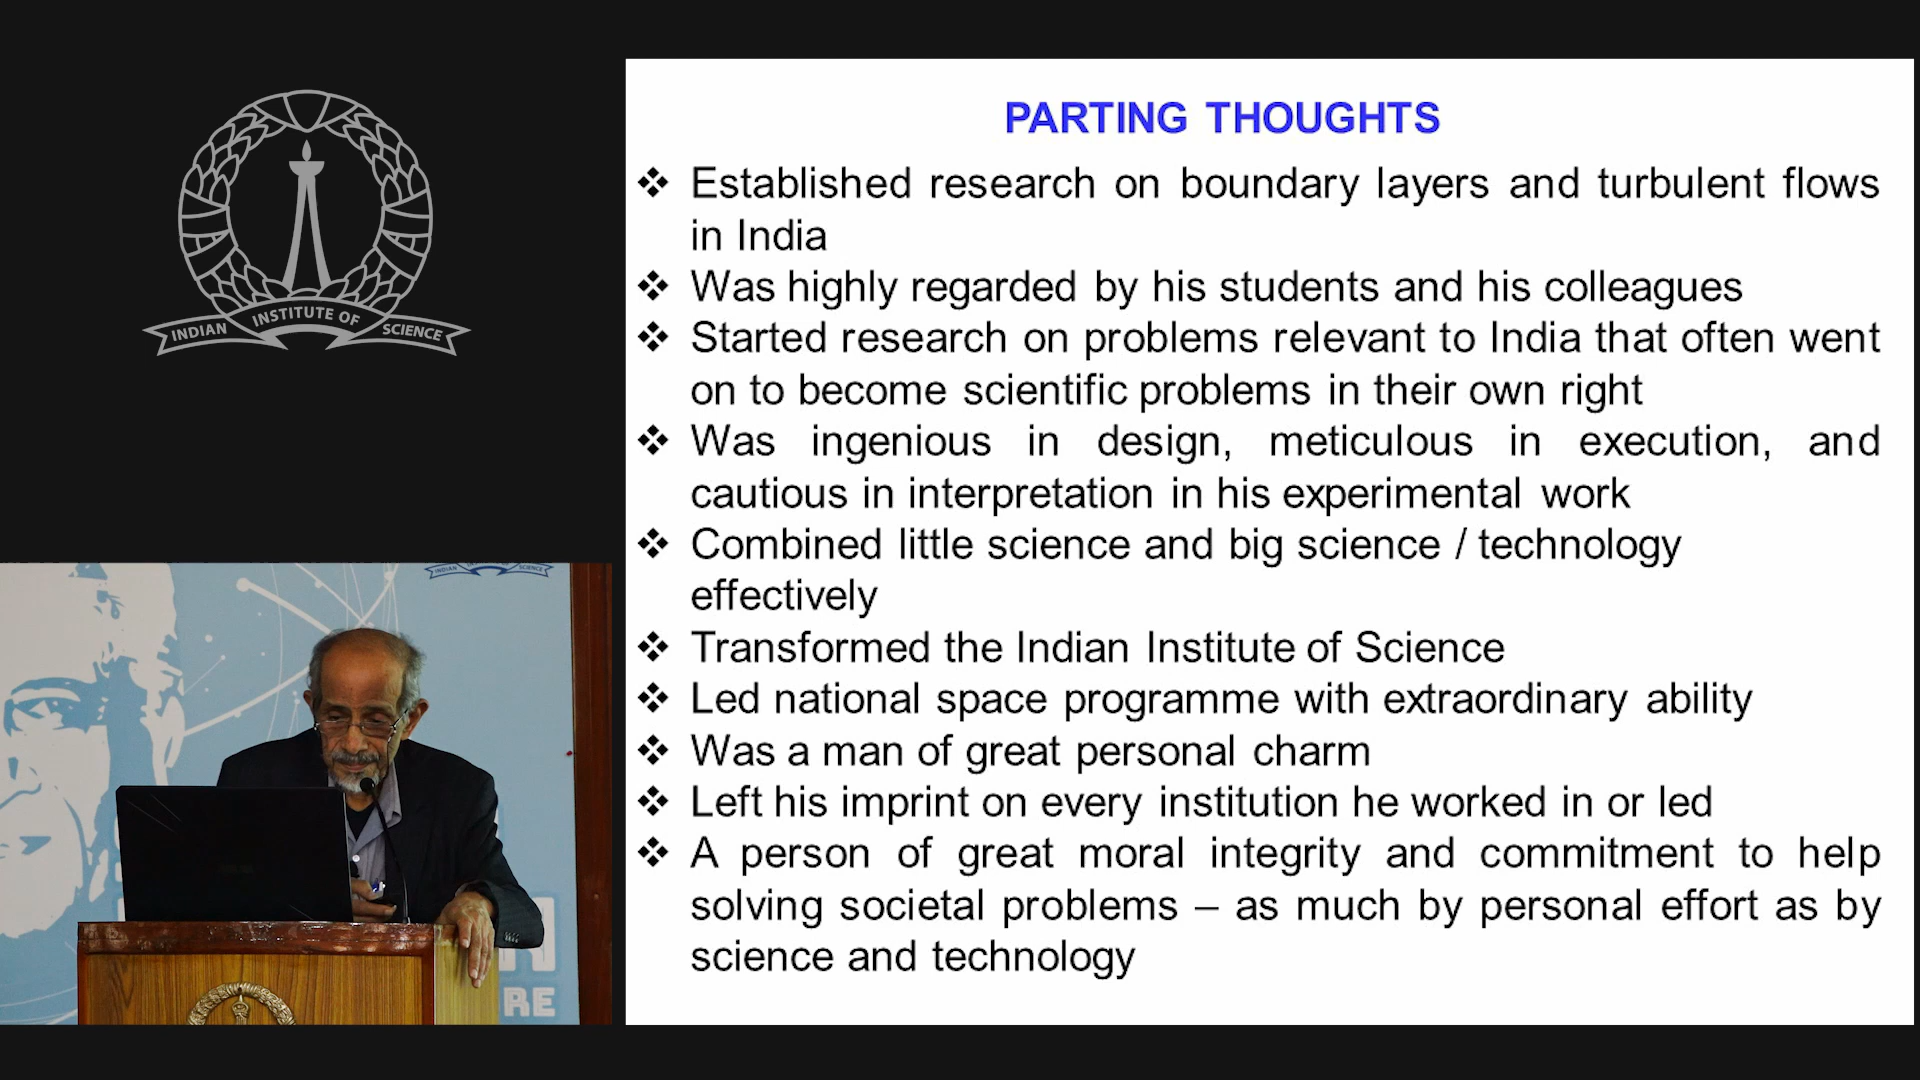 INDIAN INSTITUTE OF SCIENCE
PARTING THOUGHTS
❖ Established research on boundary layers and turbulent flows
in India
❖ Was highly regarded by his students and his colleagues
❖ Started research on problems relevant to India that often went
on to become scientific problems in their own right
❖ Was ingenious in design, meticulous in execution, and
cautious in interpretation in his experimental work
❖ Combined little science and big science / technology
effectively
❖ Transformed the Indian Institute of Science
❖ Led national space programme with extraordinary ability
❖ Was a man of great personal charm
❖ Left his imprint on every institution he worked in or led
❖ A person of great moral integrity and commitment to help
solving societal problems – as much by personal effort as by
science and technology
INDIAN SCIENCE
RE